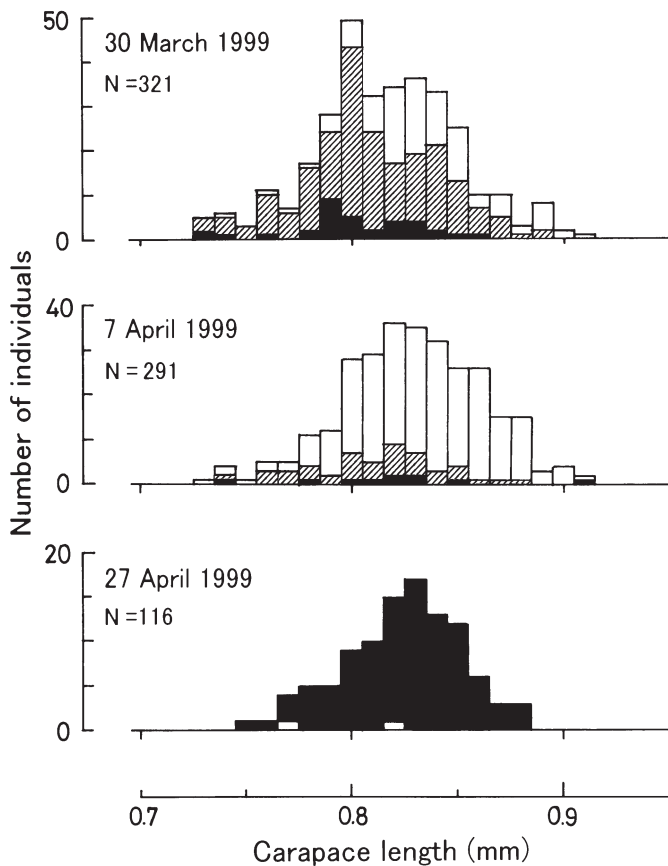 50
30 March 1999
N =321
0
40
7 April 1999
N = 291
0
20
27 April 1999
N =116
0
Number of individuals
0.7 0.8 0.9
Carapace length (mm)